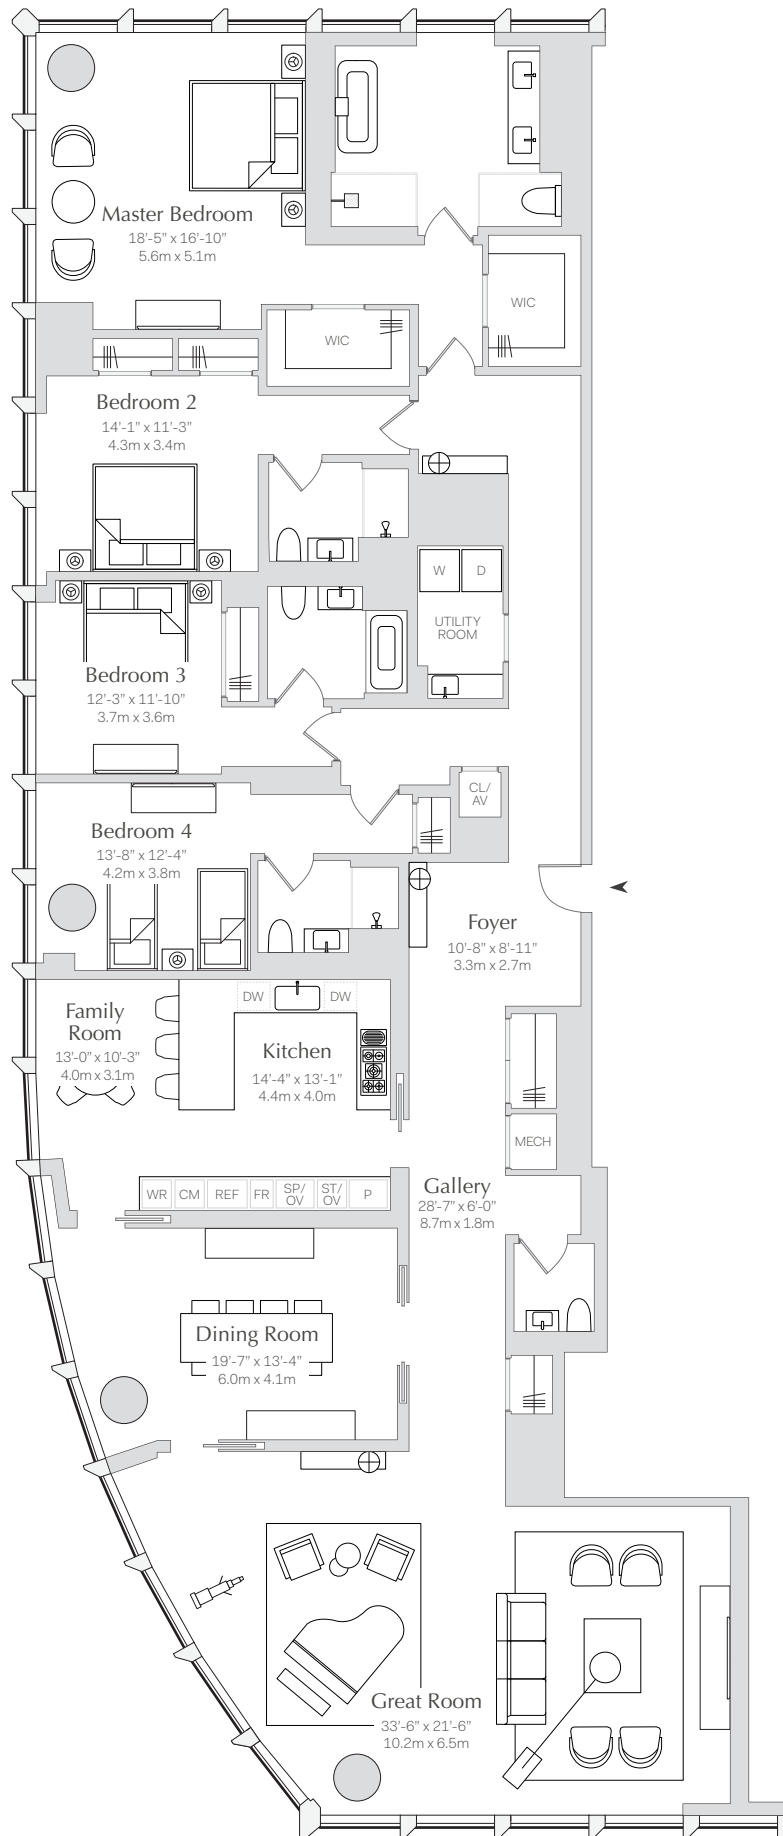 Master Bedroom
18'-5" x 16'-10"
5.6m x 5.1m
WIC
WIC
Bedroom 2
14'-1" x 11'-3"
4.3m x 3.4m
W
D
UTILITY
ROOM
Bedroom 3
12'-3" x 11'-10"
3.7m x 3.6m
CL/
AV
Bedroom 4
13'-8" x 12'-4"
4.2m x 3.8m
Foyer
10'-8" x 8'-11"
3.3m x 2.7m
Family
Room
13'-0" x 10'-3"
4.0m x 3.1m
DW
DW
Kitchen
14'-4" x 13'-1"
4.4m x 4.0m
MECH
WR
CM
REF
FR
SP/
OV
ST/
OV
P
Gallery
28'-7" x 6'-0"
8.7m x 1.8m
Dining Room
19'-7" x 13'-4"
6.0m x 4.1m
Great Room
33'-6" x 21'-6"
10.2m x 6.5m